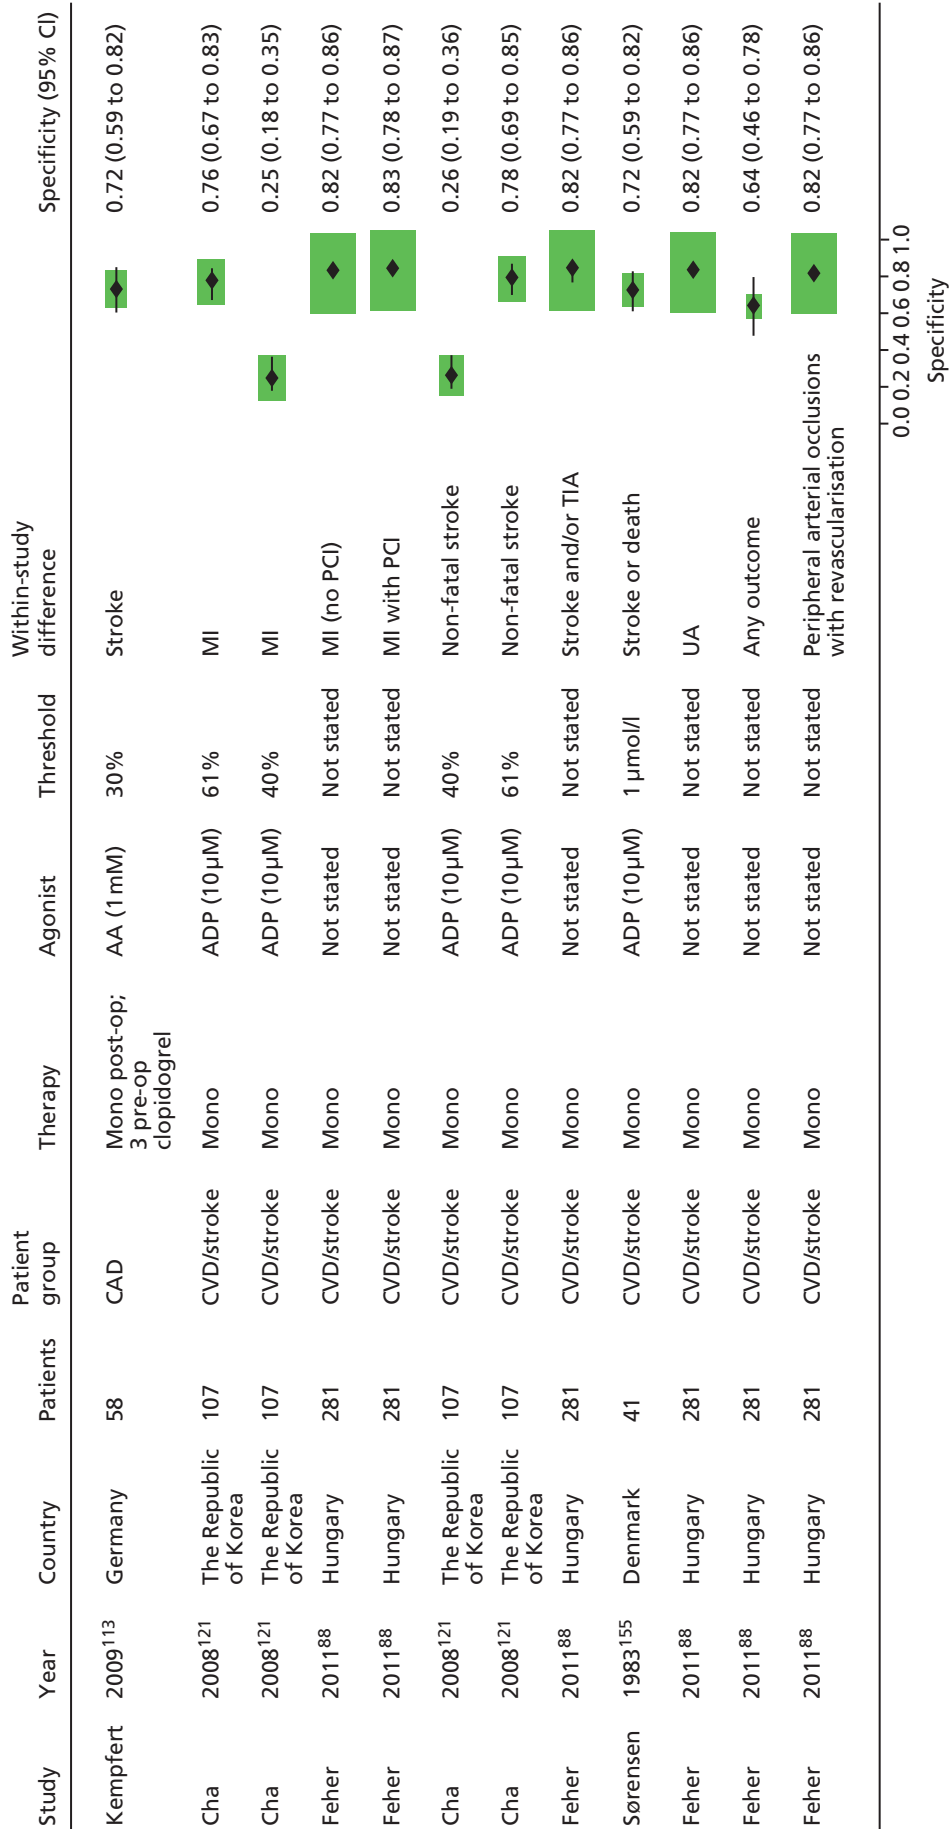 Study Year Country Patients Patient group Therapy Agonist Threshold Within-study difference Specificity (95% CI)
Kempfert 2009113 Germany 58 CAD Mono post-op; 3 pre-op clopidogrel AA (1 mM) 30% Stroke 0.72 (0.59 to 0.82)
Cha 2008121 The Republic of Korea 107 CVD/stroke Mono ADP (10 µM) 61% MI 0.76 (0.67 to 0.83)
Cha 2008121 The Republic of Korea 107 CVD/stroke Mono ADP (10 µM) 40% MI 0.25 (0.18 to 0.35)
Feher 201188 Hungary 281 CVD/stroke Mono Not stated Not stated MI (no PCI) 0.82 (0.77 to 0.86)
Feher 201188 Hungary 281 CVD/stroke Mono Not stated Not stated MI with PCI 0.83 (0.78 to 0.87)
Cha 2008121 The Republic of Korea 107 CVD/stroke Mono ADP (10 µM) 40% Non-fatal stroke 0.26 (0.19 to 0.36)
Cha 2008121 The Republic of Korea 107 CVD/stroke Mono ADP (10 µM) 61% Non-fatal stroke 0.78 (0.69 to 0.85)
Feher 201188 Hungary 281 CVD/stroke Mono Not stated Not stated Stroke and/or TIA 0.82 (0.77 to 0.86)
Sørensen 1983155 Denmark 41 CVD/stroke Mono ADP (10 µM) 1 µmol/l Stroke or death 0.72 (0.59 to 0.82)
Feher 201188 Hungary 281 CVD/stroke Mono Not stated Not stated UA 0.82 (0.77 to 0.86)
Feher 201188 Hungary 281 CVD/stroke Mono Not stated Not stated Any outcome 0.64 (0.46 to 0.78)
Feher 201188 Hungary 281 CVD/stroke Mono Not stated Not stated Peripheral arterial occlusions with revascularisation 0.82 (0.77 to 0.86)
0.0 0.2 0.4 0.6 0.8 1.0
Specificity